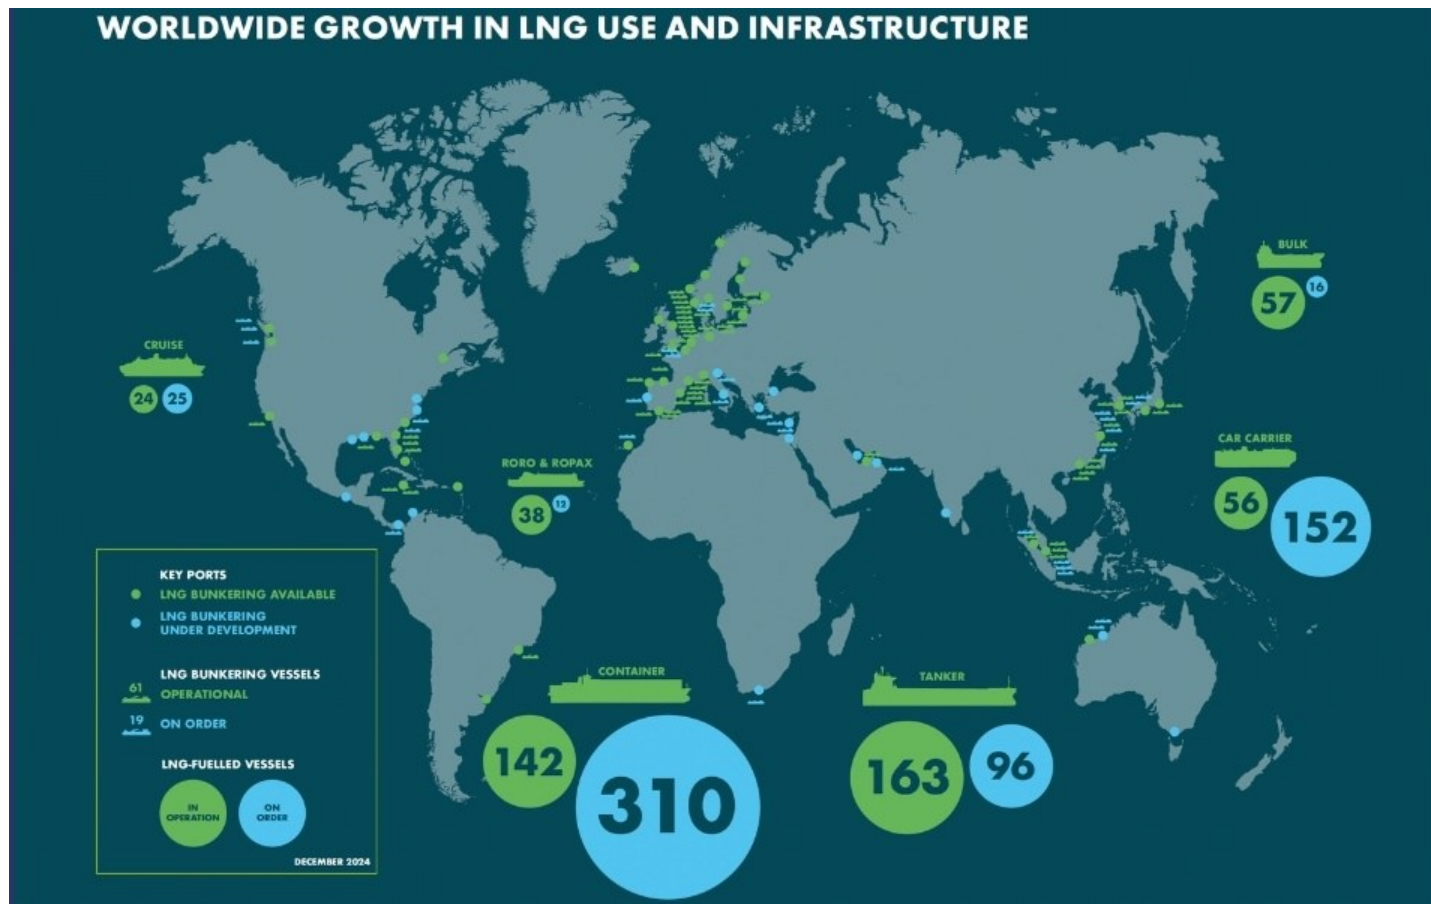 WORLDWIDE GROWTH IN LNG USE AND INFRASTRUCTURE
BULK
57
16
CRUISE
24
25
CAR CARRIER
56
152
RORO & ROPAX
38
12
KEY PORTS
LNG BUNKERING AVAILABLE
LNG BUNKERING
UNDER DEVELOPMENT
LNG BUNKERING VESSELS
61
OPERATIONAL
19
ON ORDER
LNG-FUELLED VESSELS
IN
OPERATION
ON
ORDER
DECEMBER 2024
CONTAINER
142
310
TANKER
163
96